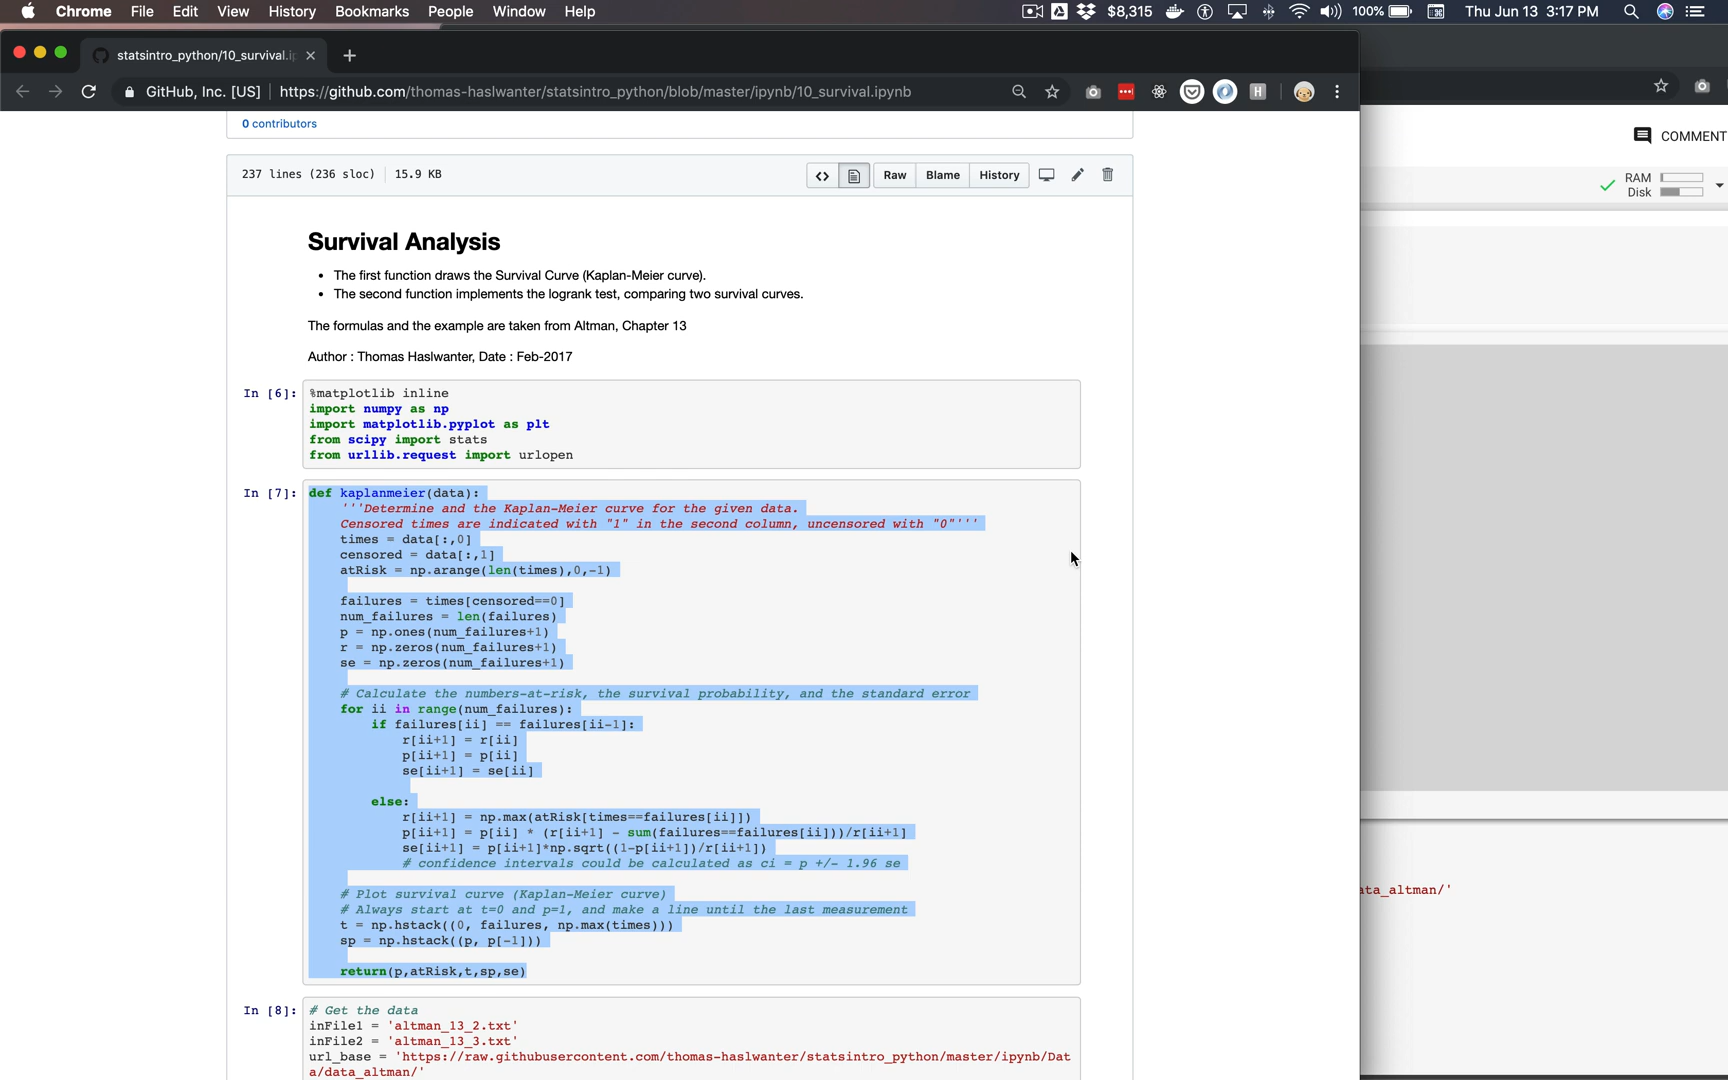 Chrome File Edit View History Bookmarks People Window Help $8,315 100% Thu Jun 13 3:17 PM
statsintro_python/10_survival.ip
GitHub, Inc. [US] https://github.com/thomas-haslwanter/statsintro_python/blob/master/ipynb/10_survival.ipynb H
0 contributors
COMMENT
237 lines (236 sloc) 15.9 KB <> Raw Blame History
RAM
Disk
Survival Analysis
• The first function draws the Survival Curve (Kaplan-Meier curve).
• The second function implements the logrank test, comparing two survival curves.
The formulas and the example are taken from Altman, Chapter 13
Author : Thomas Haslwanter, Date : Feb-2017
In [6]: %matplotlib inline
import numpy as np
import matplotlib.pyplot as plt
from scipy import stats
from urllib.request import urlopen
In [7]: def kaplanmeier(data):
'''Determine and the Kaplan-Meier curve for the given data.
Censored times are indicated with "1" in the second column, uncensored with "0"'''
times = data[:,0]
censored = data[:,1]
atRisk = np.arange(len(times),0,-1)
failures = times[censored==0]
num_failures = len(failures)
p = np.ones(num_failures+1)
r = np.zeros(num_failures+1)
se = np.zeros(num_failures+1)
# Calculate the numbers-at-risk, the survival probability, and the standard error
for ii in range(num_failures):
if failures[ii] == failures[ii-1]:
r[ii+1] = r[ii]
p[ii+1] = p[ii]
se[ii+1] = se[ii]
else:
r[ii+1] = np.max(atRisk[times==failures[ii]])
p[ii+1] = p[ii] * (r[ii+1] - sum(failures==failures[ii]))/r[ii+1]
se[ii+1] = p[ii+1]*np.sqrt((1-p[ii+1])/r[ii+1])
# confidence intervals could be calculated as ci = p +/- 1.96 se
# Plot survival curve (Kaplan-Meier curve)
# Always start at t=0 and p=1, and make a line until the last measurement
t = np.hstack((0, failures, np.max(times)))
sp = np.hstack((p, p[-1]))
return(p,atRisk,t,sp,se)
ata_altman/'
In [8]: # Get the data
inFile1 = 'altman_13_2.txt'
inFile2 = 'altman_13_3.txt'
url_base = 'https://raw.githubusercontent.com/thomas-haslwanter/statsintro_python/master/ipynb/Dat
a/data_altman/'